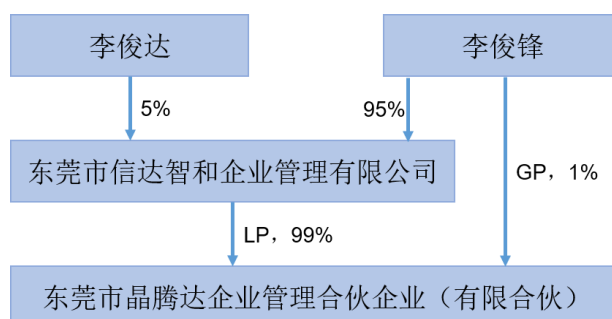 李俊达
李俊锋
5%
95%
东莞市信达智和企业管理有限公司
GP，1%
LP，99%
东莞市晶腾达企业管理合伙企业（有限合伙）